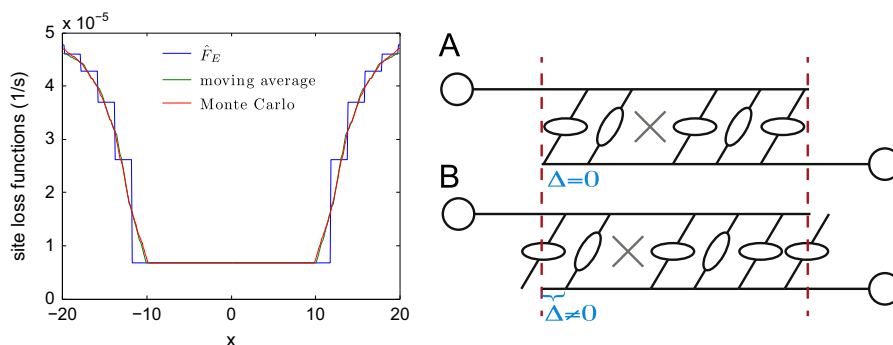 5 x 10⁻⁵
4
3
2
1
0
−20
−10
0
10
20
x
site loss functions (1/s)
F̂_E
moving average
Monte Carlo
A
Δ=0
B
Δ≠0